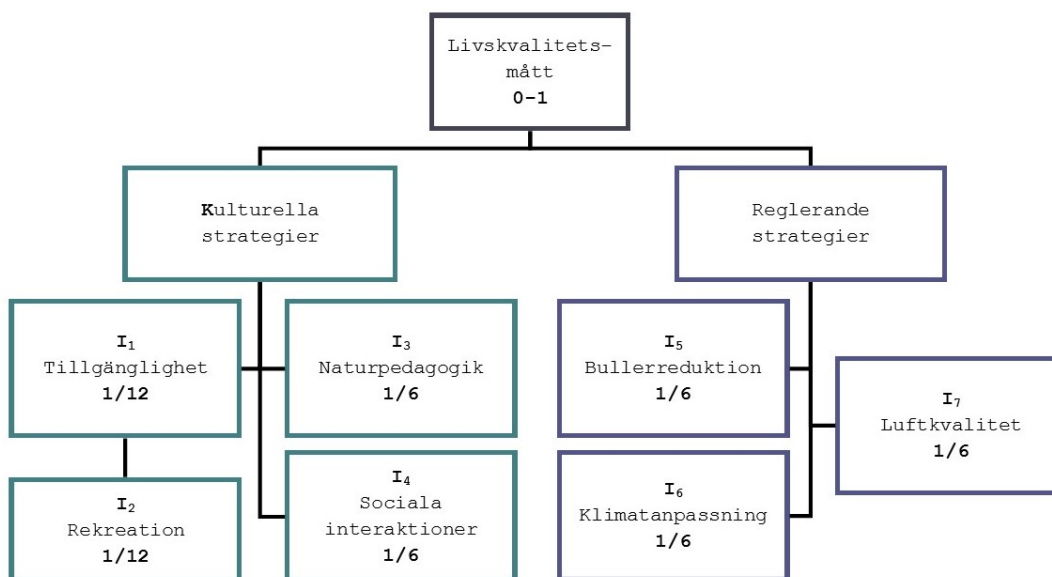 Livskvalitets-
mått
0-1
Kulturella
strategier
Reglerande
strategier
I₁
Tillgänglighet
1/12
I₃
Naturpedagogik
1/6
I₅
Bullerreduktion
1/6
I₇
Luftkvalitet
1/6
I₂
Rekreation
1/12
I₄
Sociala
interaktioner
1/6
I₆
Klimatanpassning
1/6